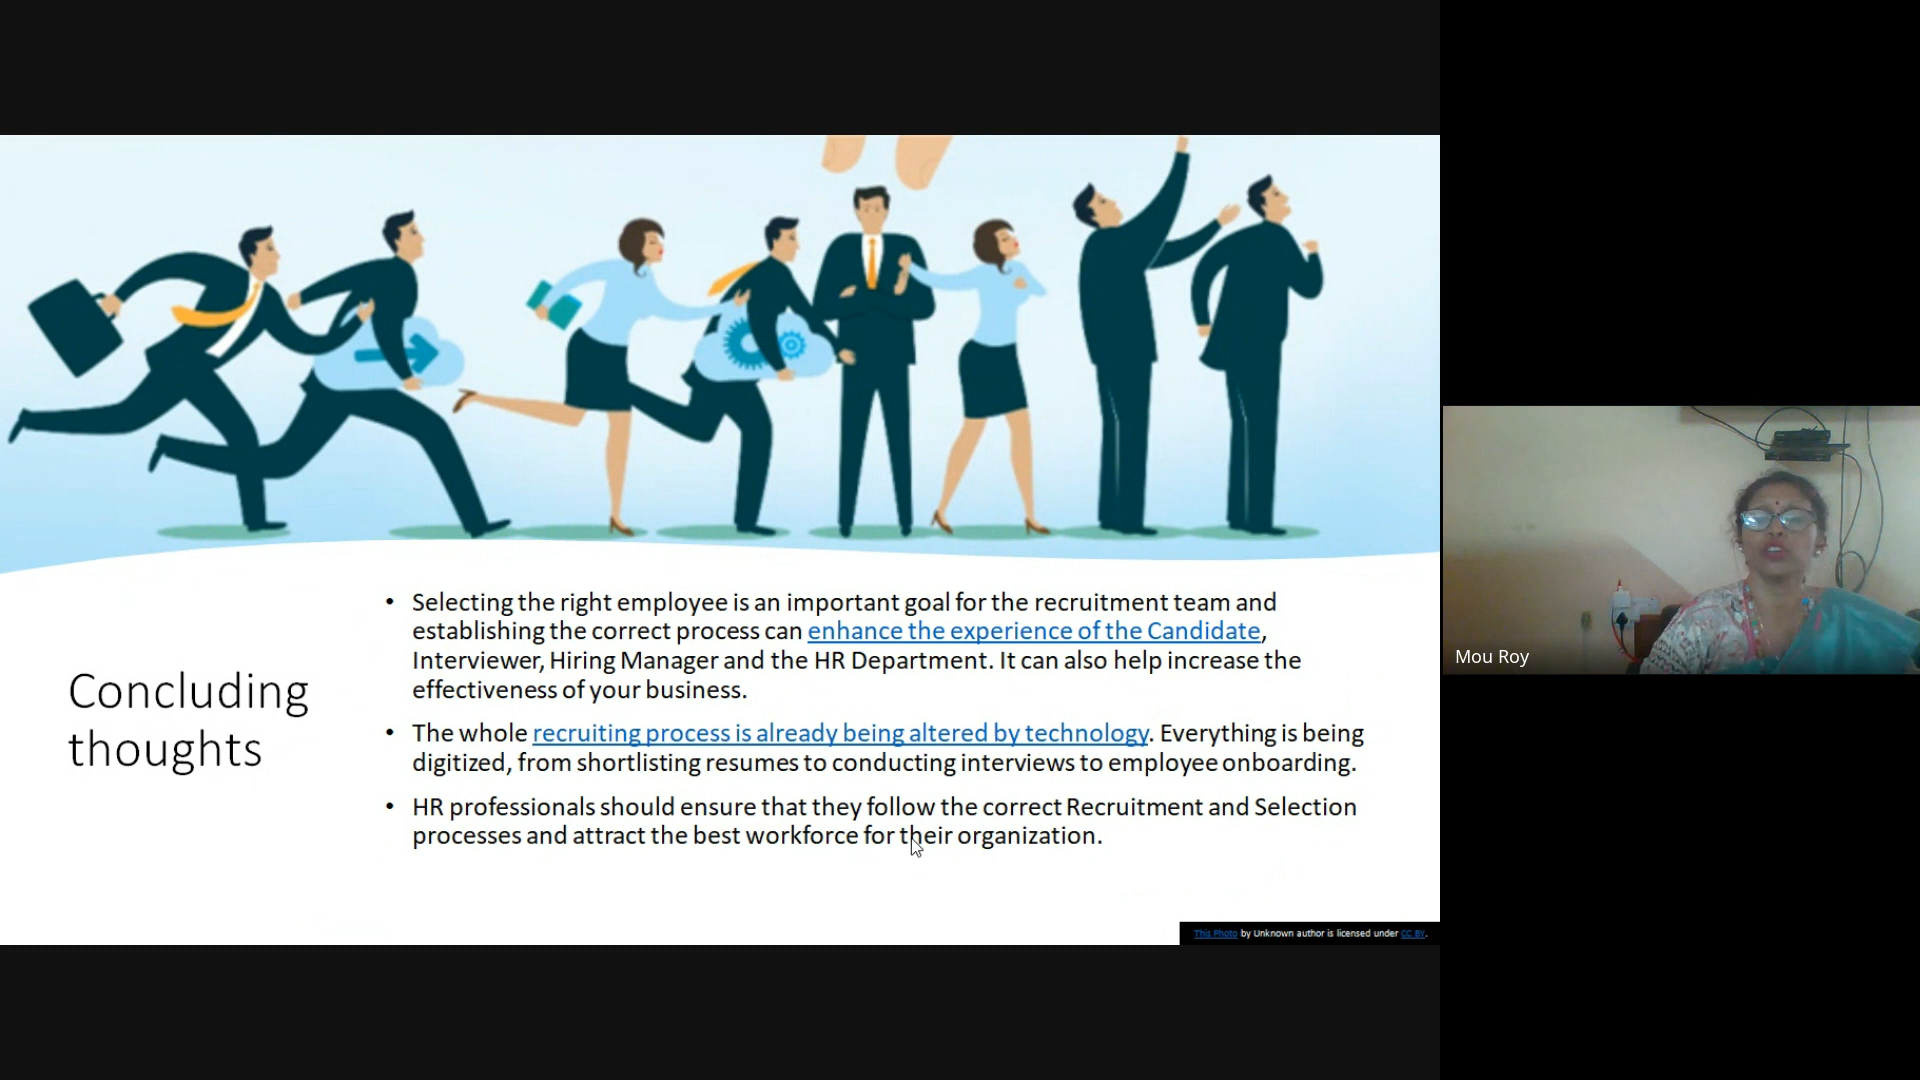 Concluding
thoughts
• Selecting the right employee is an important goal for the recruitment team and
establishing the correct process can enhance the experience of the Candidate,
Interviewer, Hiring Manager and the HR Department. It can also help increase the
effectiveness of your business.
• The whole recruiting process is already being altered by technology. Everything is being
digitized, from shortlisting resumes to conducting interviews to employee onboarding.
• HR professionals should ensure that they follow the correct Recruitment and Selection
processes and attract the best workforce for their organization.
This Photo by Unknown author is licensed under CC BY.
Mou Roy